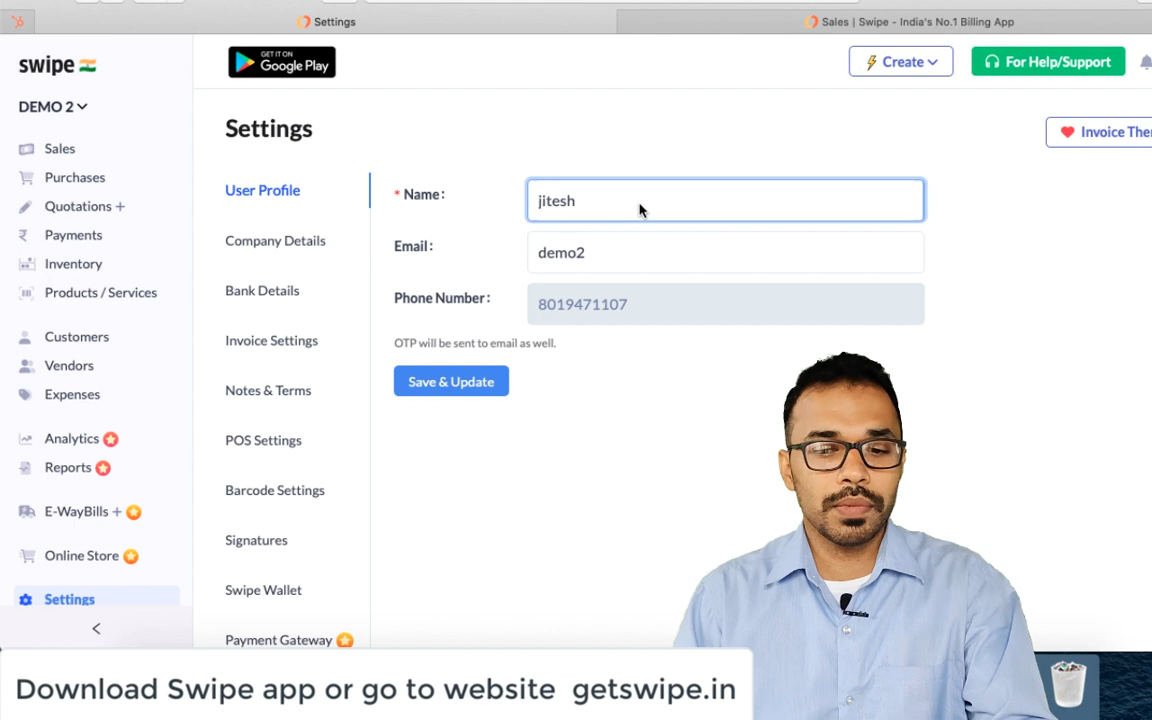 Settings
Sales | Swipe - India's No.1 Billing App
swipe
GET IT ON
Google Play
Create
For Help/Support
DEMO 2
Settings
Invoice The
Sales
Purchases
Quotations +
Payments
Inventory
Products / Services
Customers
Vendors
Expenses
Analytics
Reports
E-WayBills +
Online Store
Settings
<
User Profile
Company Details
Bank Details
Invoice Settings
Notes & Terms
POS Settings
Barcode Settings
Signatures
Swipe Wallet
Payment Gateway
* Name:
jitesh
Email:
demo2
Phone Number:
8019471107
OTP will be sent to email as well.
Save & Update
Download Swipe app or go to website getswipe.in